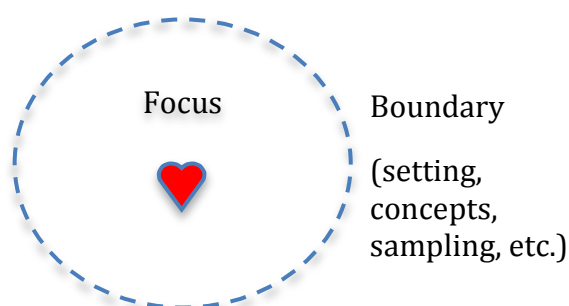 Focus
Boundary
(setting,
concepts,
sampling, etc.)